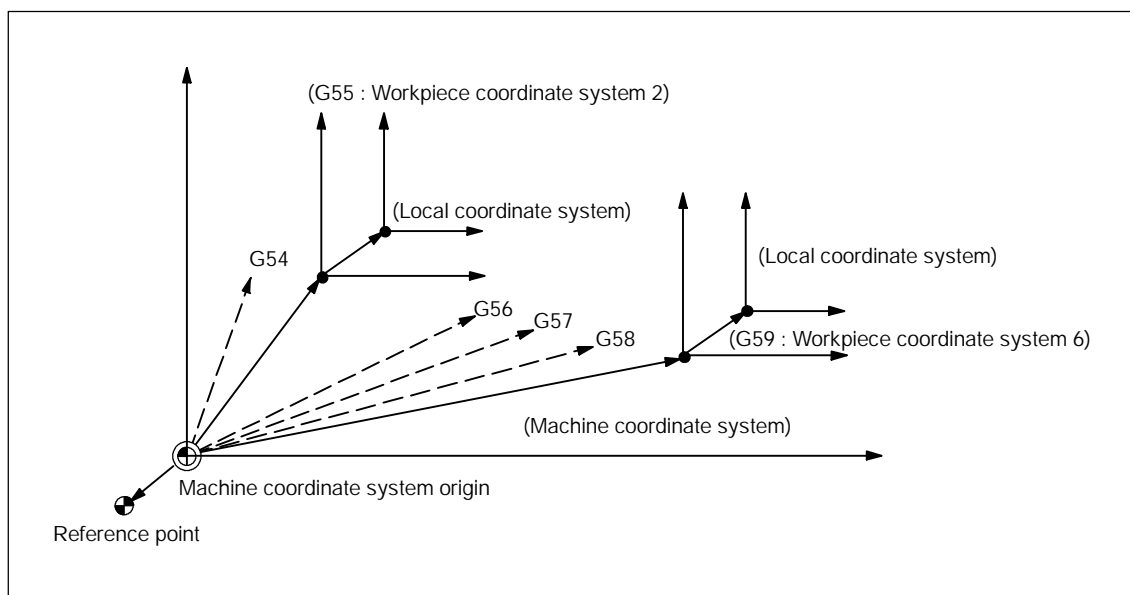 (G55 : Workpiece coordinate system 2)
(Local coordinate system)
G54
(Local coordinate system)
G56
G57
G58
(G59 : Workpiece coordinate system 6)
(Machine coordinate system)
Machine coordinate system origin
Reference point